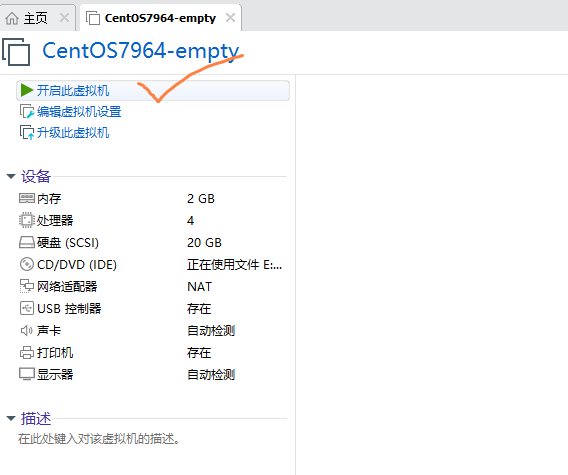 主页 CentOS7964-empty
CentOS7964-empty
开启此虚拟机
编辑虚拟机设置
升级此虚拟机
设备
内存 2 GB
处理器 4
硬盘 (SCSI) 20 GB
CD/DVD (IDE) 正在使用文件 E:...
网络适配器 NAT
USB 控制器 存在
声卡 自动检测
打印机 存在
显示器 自动检测
描述
在此处键入对该虚拟机的描述。